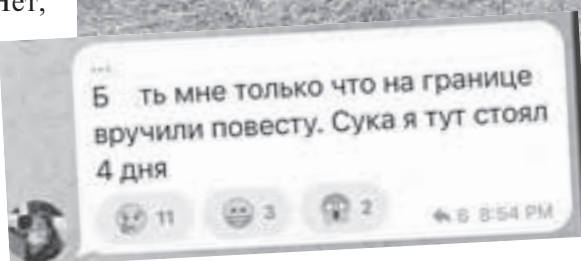 Нет,
...
Б ть мне только что на границе
вручили повесту. Сука я тут стоял
4 дня
11 3 2 6 8:54 PM